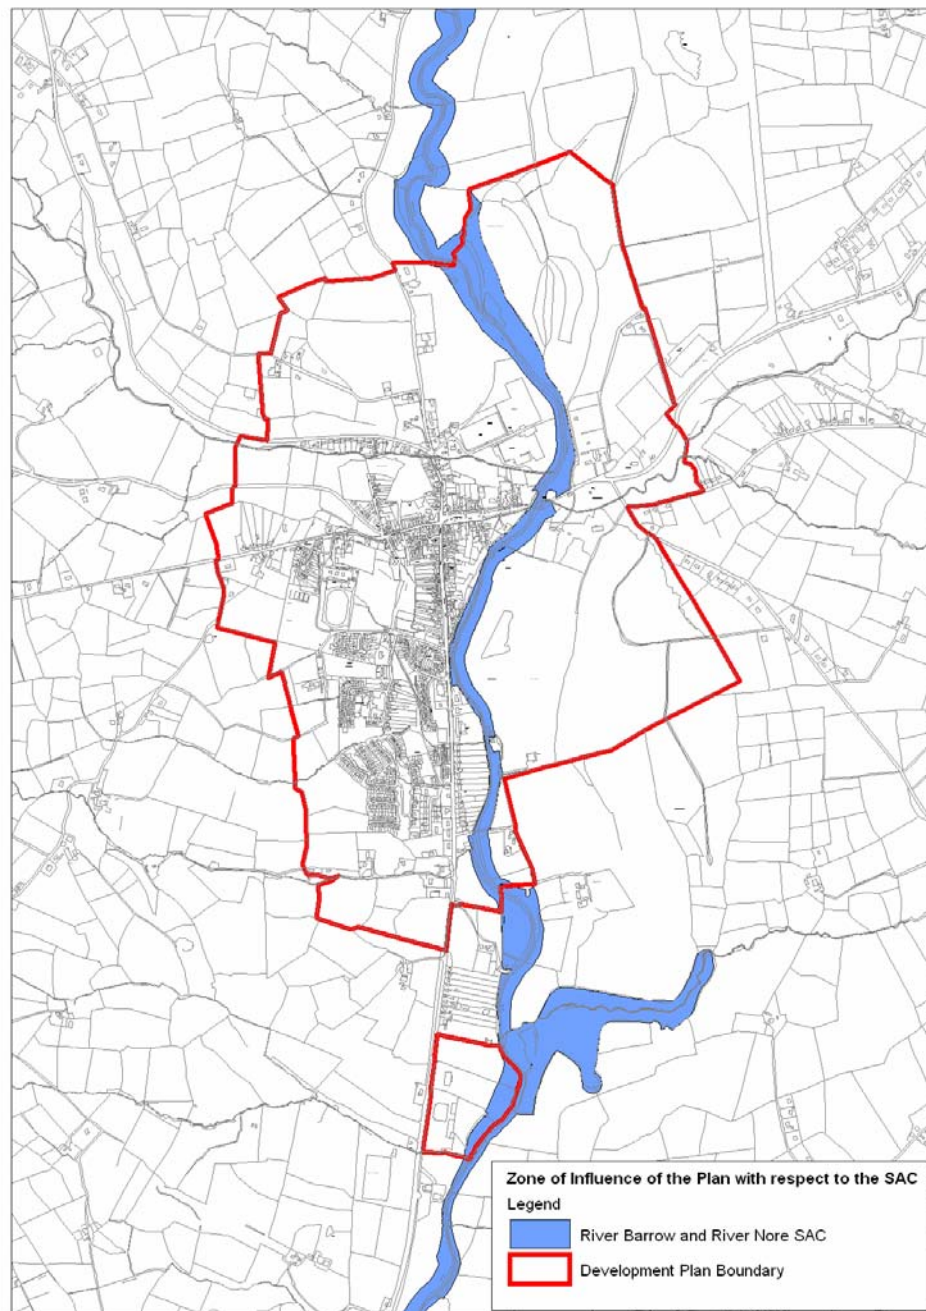 Zone of Influence of the Plan with respect to the SAC
Legend
River Barrow and River Nore SAC
Development Plan Boundary